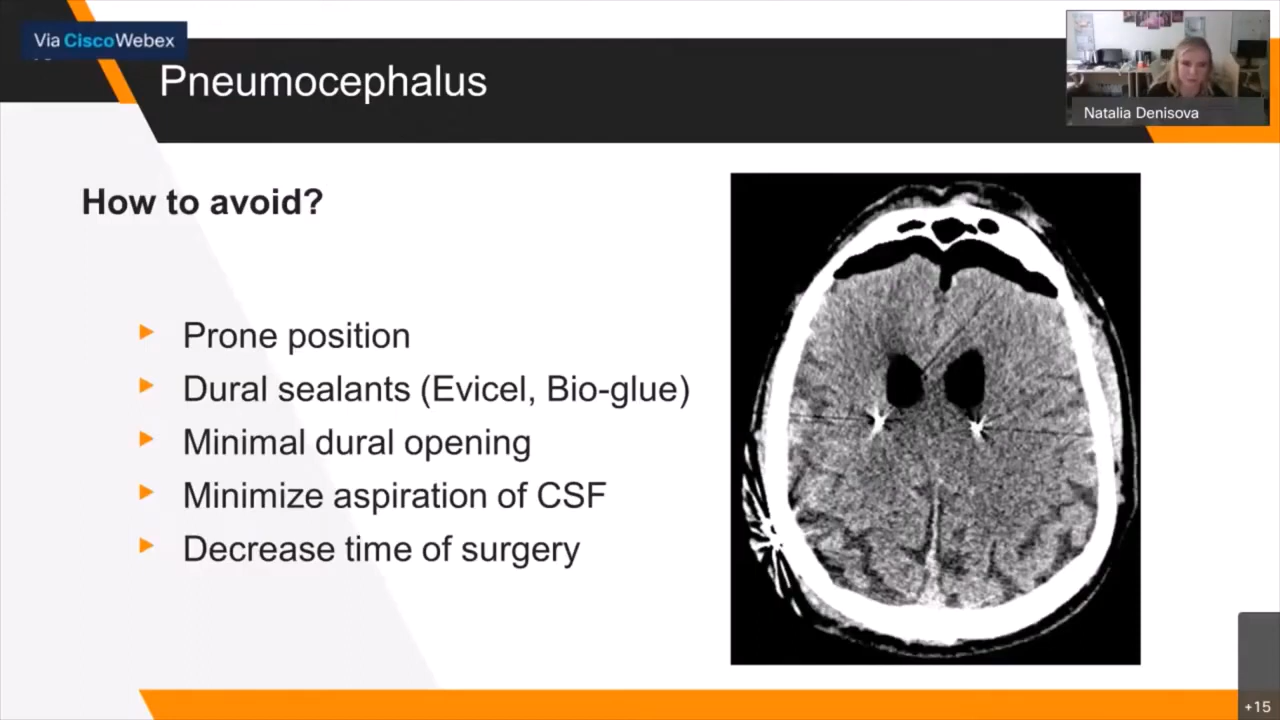 Via CiscoWebex
Pneumocephalus
Natalia Denisova
How to avoid?
Prone position
Dural sealants (Evicel, Bio-glue)
Minimal dural opening
Minimize aspiration of CSF
Decrease time of surgery
+15